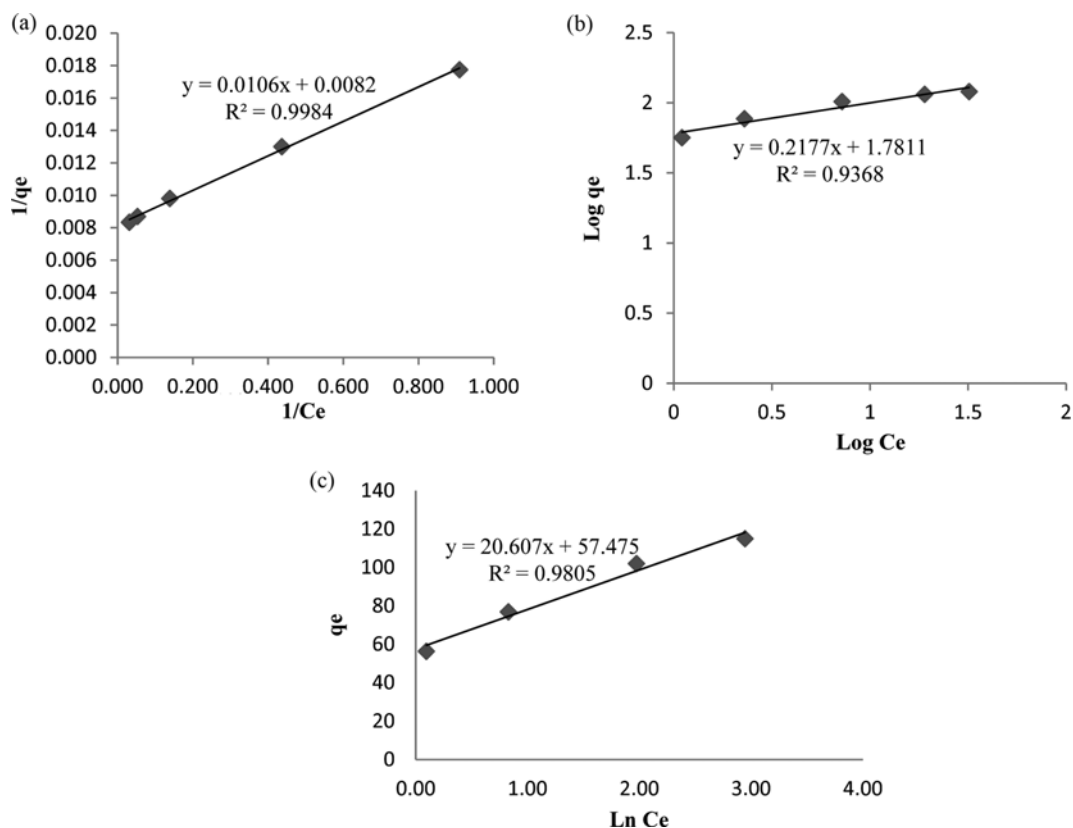 (a)
0.020
0.018
0.016
0.014
0.012
0.010
0.008
0.006
0.004
0.002
0.000
1/qe
y = 0.0106x + 0.0082
R² = 0.9984
0.000 0.200 0.400 0.600 0.800 1.000
1/Ce
(b)
2.5
2
1.5
1
0.5
0
Log qe
y = 0.2177x + 1.7811
R² = 0.9368
0 0.5 1 1.5 2
Log Ce
(c)
140
120
100
80
60
40
20
0
qe
y = 20.607x + 57.475
R² = 0.9805
0.00 1.00 2.00 3.00 4.00
Ln Ce